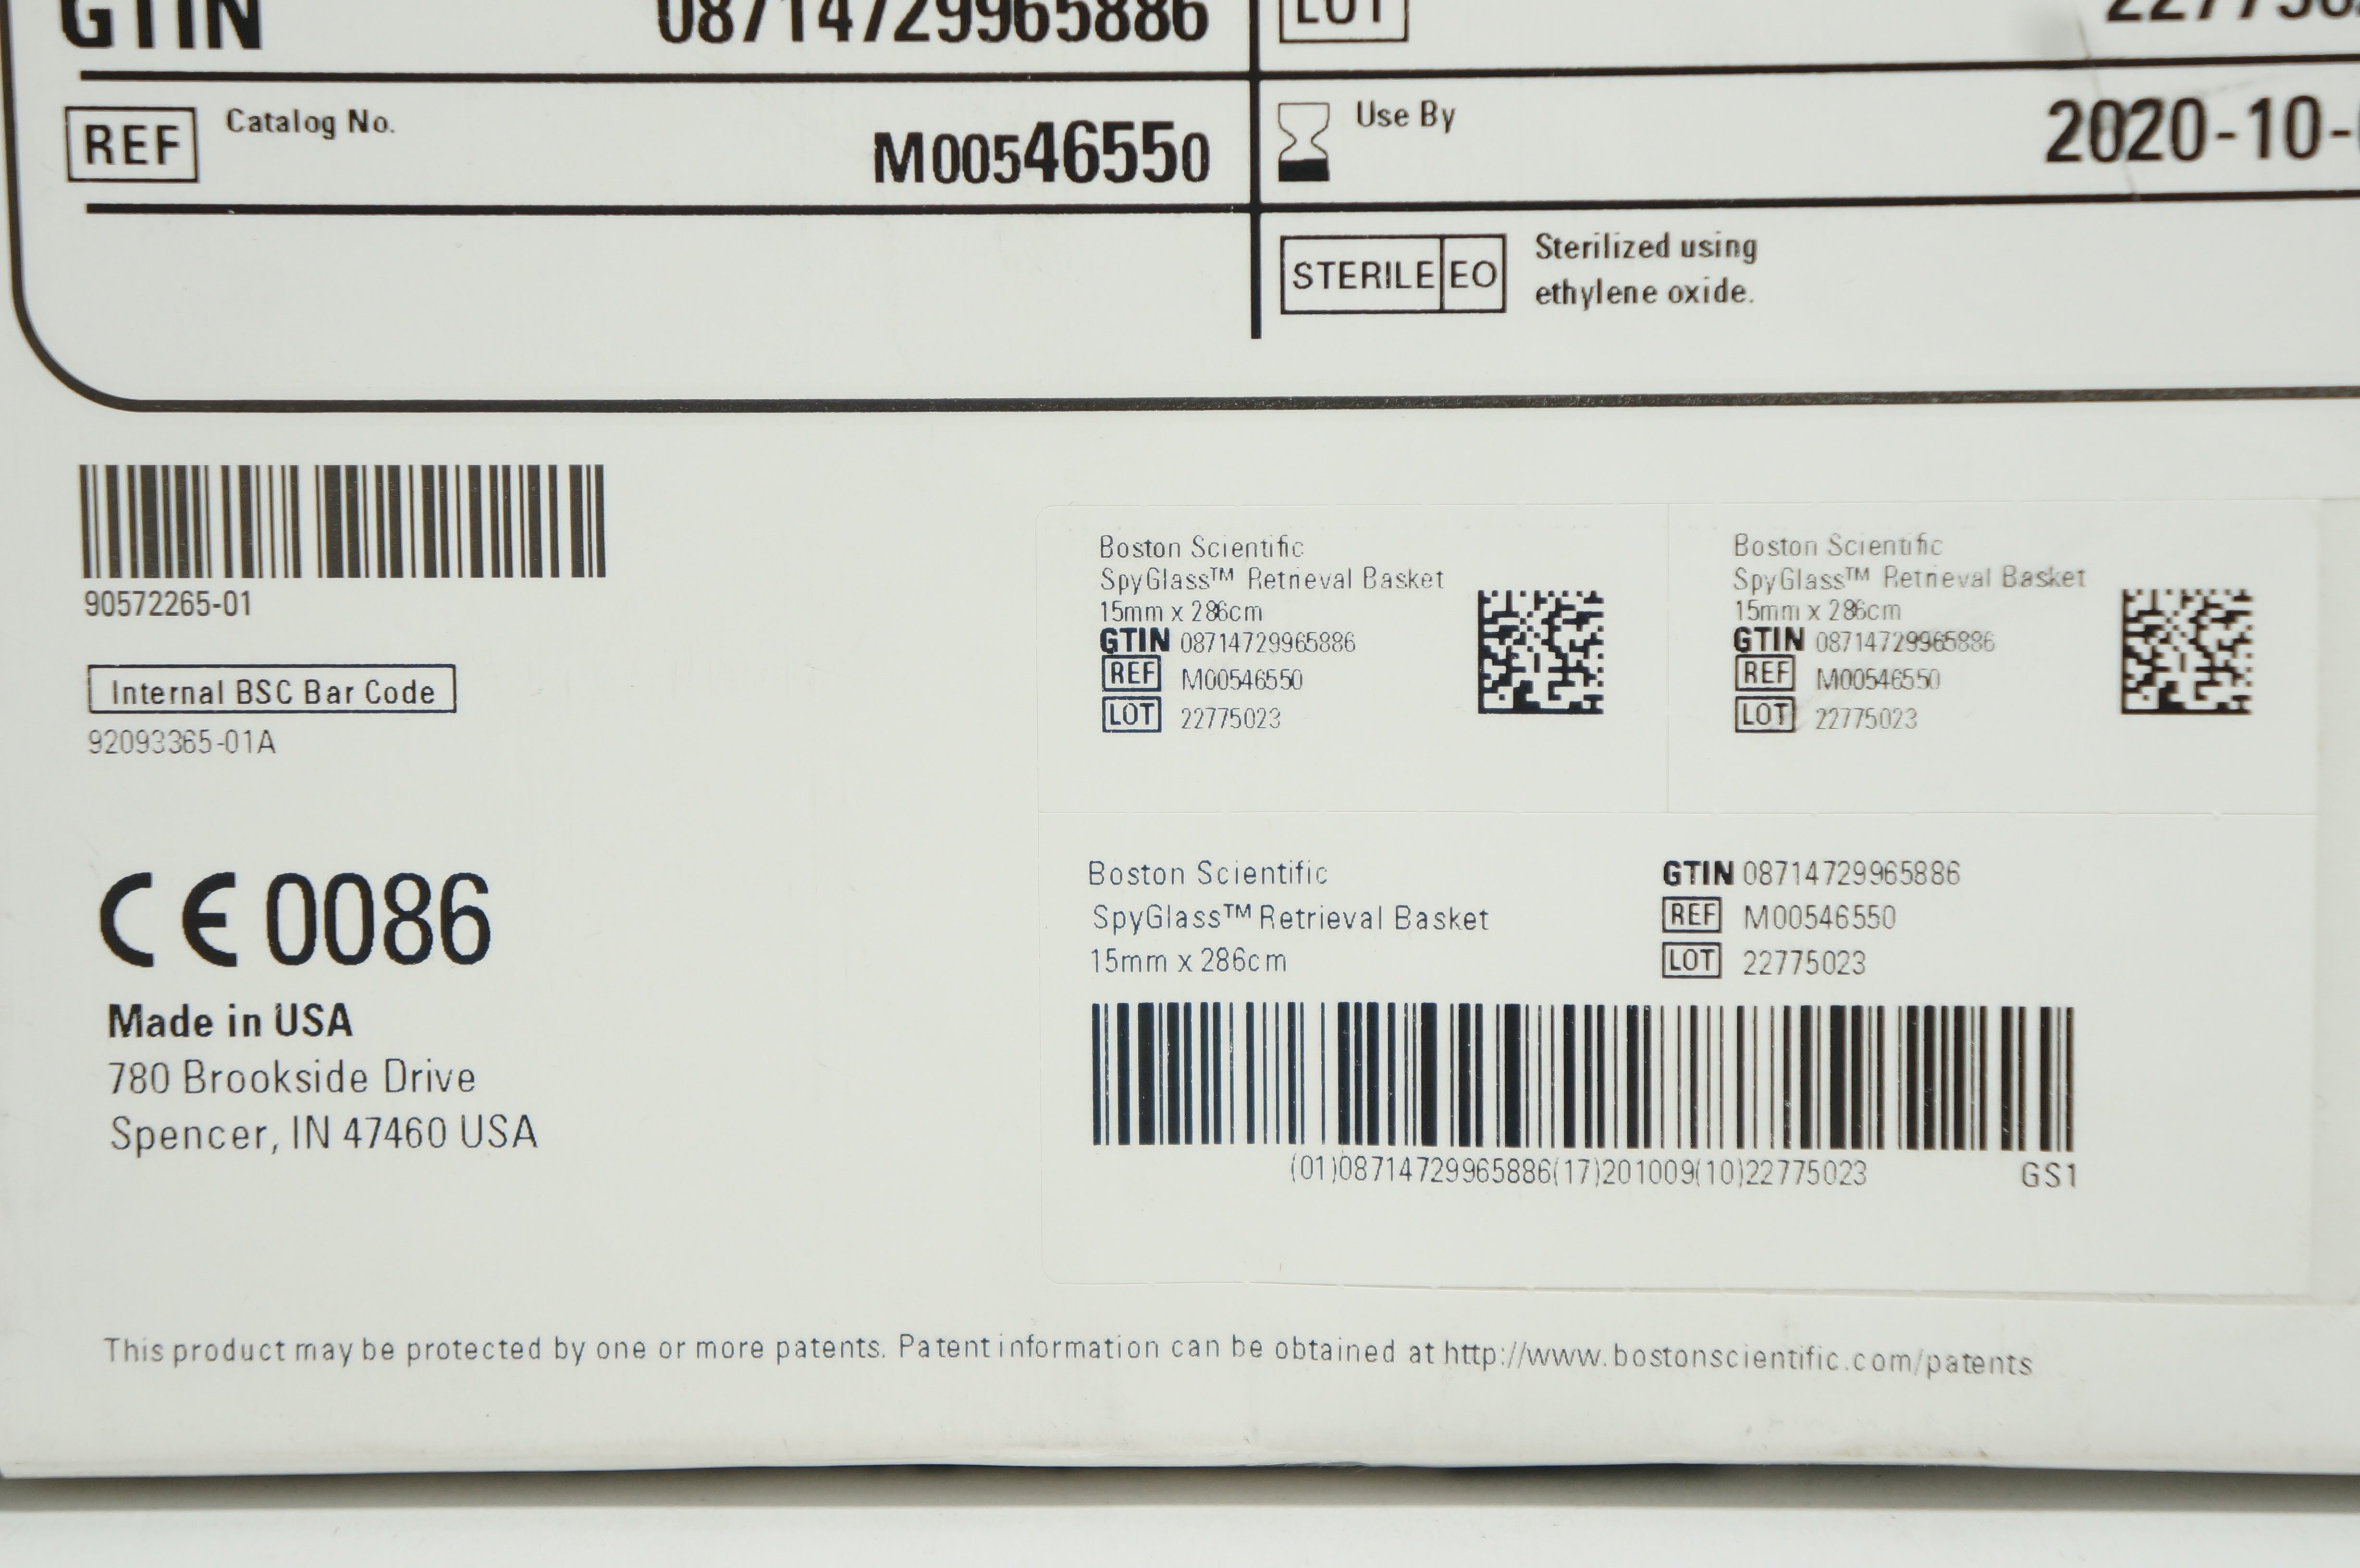 GTIN 08714729965886
LOT
REF Catalog No. M00546550
Use By 2020-10-
STERILE EO Sterilized using
ethylene oxide.
90572265-01
Internal BSC Bar Code
92093365-01A
CE 0086
Made in USA
780 Brookside Drive
Spencer, IN 47460 USA
Boston Scientific
SpyGlass™ Retrieval Basket
15mm x 286cm
GTIN 08714729965886
REF M00546550
LOT 22775023
Boston Scientific
SpyGlass™ Retrieval Basket
15mm x 286cm
GTIN 08714729965886
REF M00546550
LOT 22775023
Boston Scientific
SpyGlass™ Retrieval Basket
15mm x 286cm
GTIN 08714729965886
REF M00546550
LOT 22775023
(01)08714729965886(17)201009(10)22775023 GS1
This product may be protected by one or more patents. Patent information can be obtained at http://www.bostonscientific.com/patents